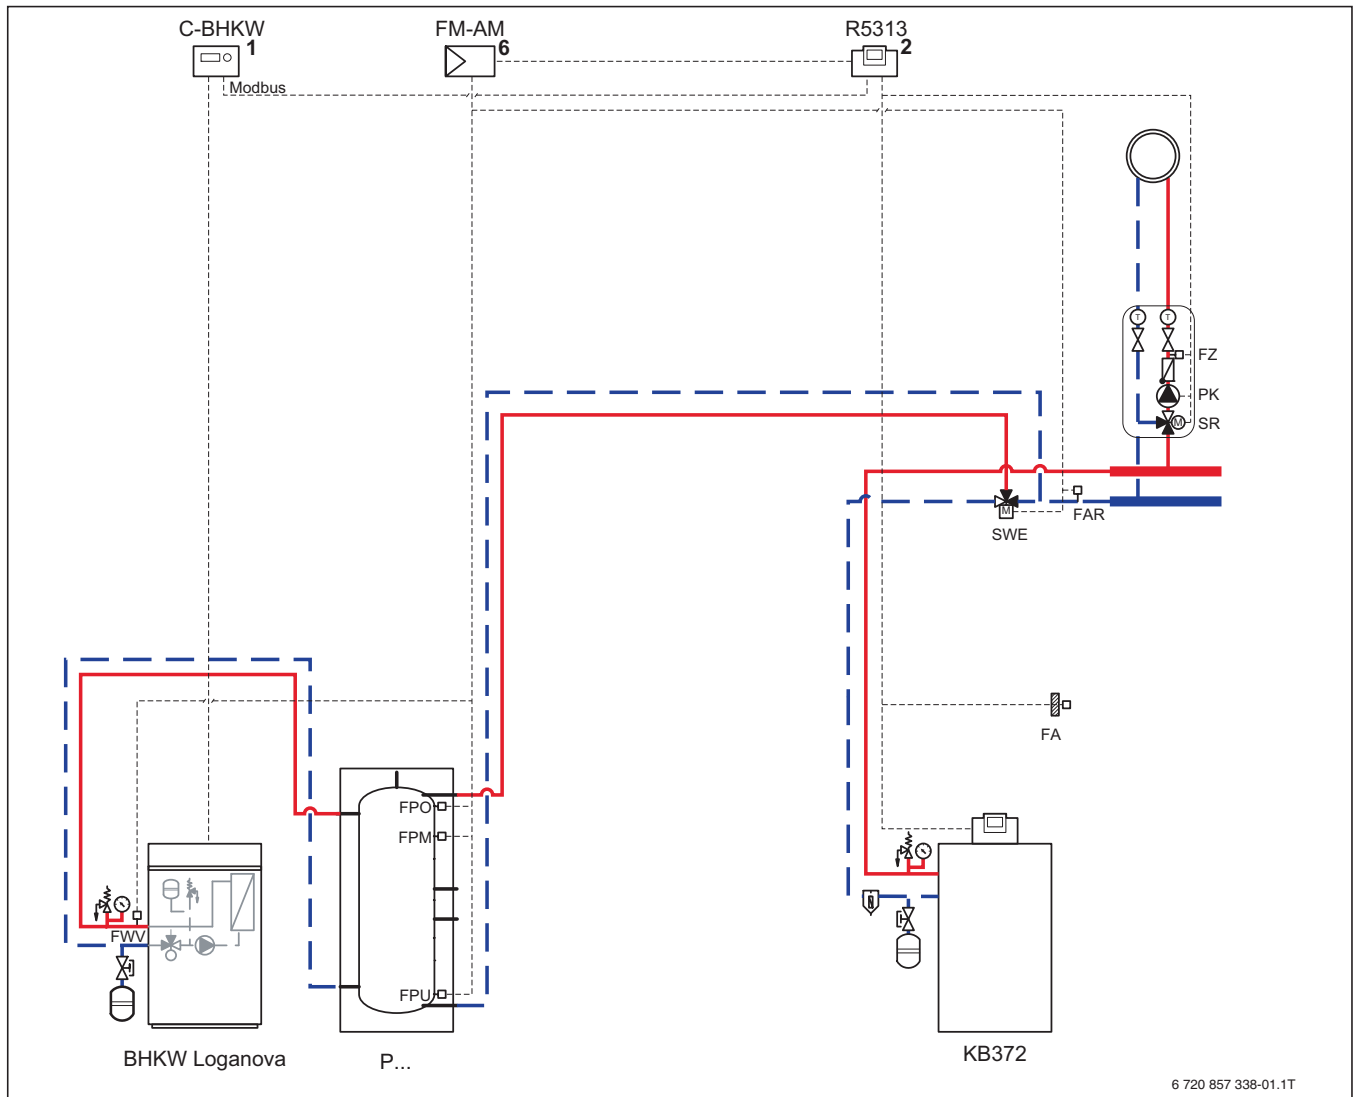 C-BHKW
1
FM-AM
6
R5313
2
Modbus
T
T
FZ
PK
M
SR
M
FAR
SWE
FA
FPO
FPM
FWV
FPU
BHKW Loganova
P...
KB372
6 720 857 338-01.1T